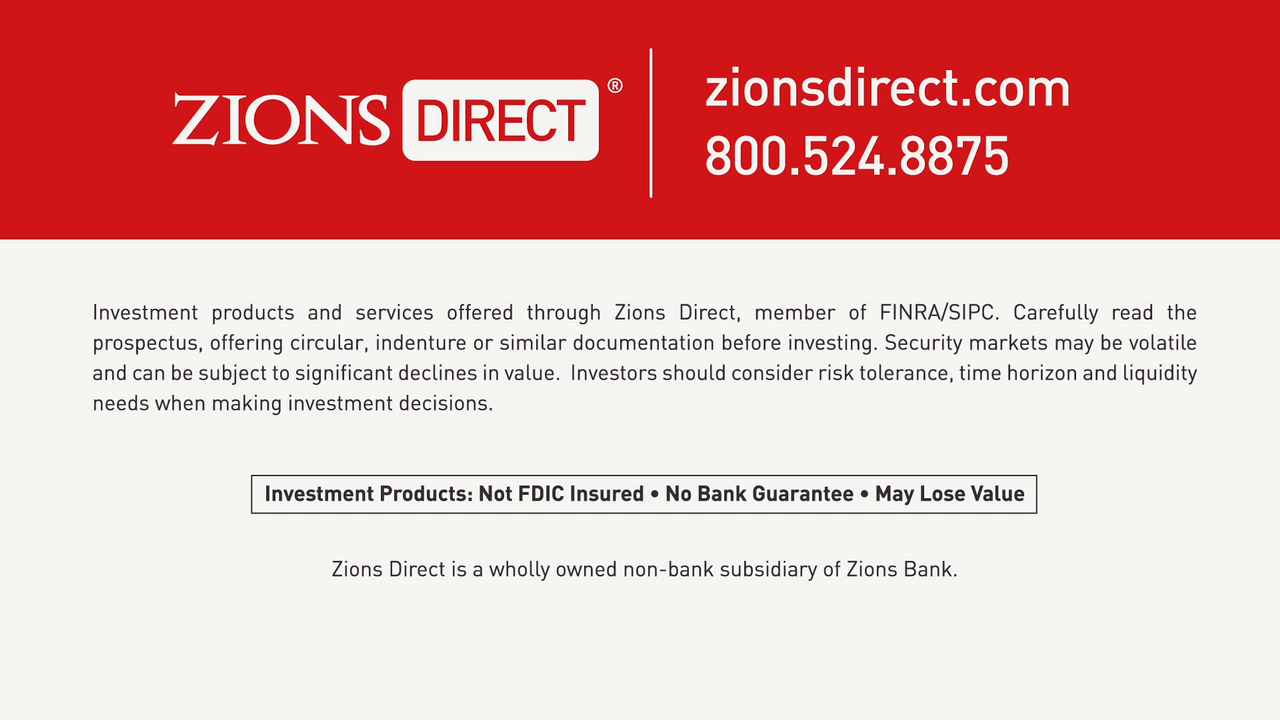 ZIONS DIRECT®
zionsdirect.com
800.524.8875
Investment products and services offered through Zions Direct, member of FINRA/SIPC. Carefully read the
prospectus, offering circular, indenture or similar documentation before investing. Security markets may be volatile
and can be subject to significant declines in value.  Investors should consider risk tolerance, time horizon and liquidity
needs when making investment decisions.
Investment Products: Not FDIC Insured • No Bank Guarantee • May Lose Value
Zions Direct is a wholly owned non-bank subsidiary of Zions Bank.